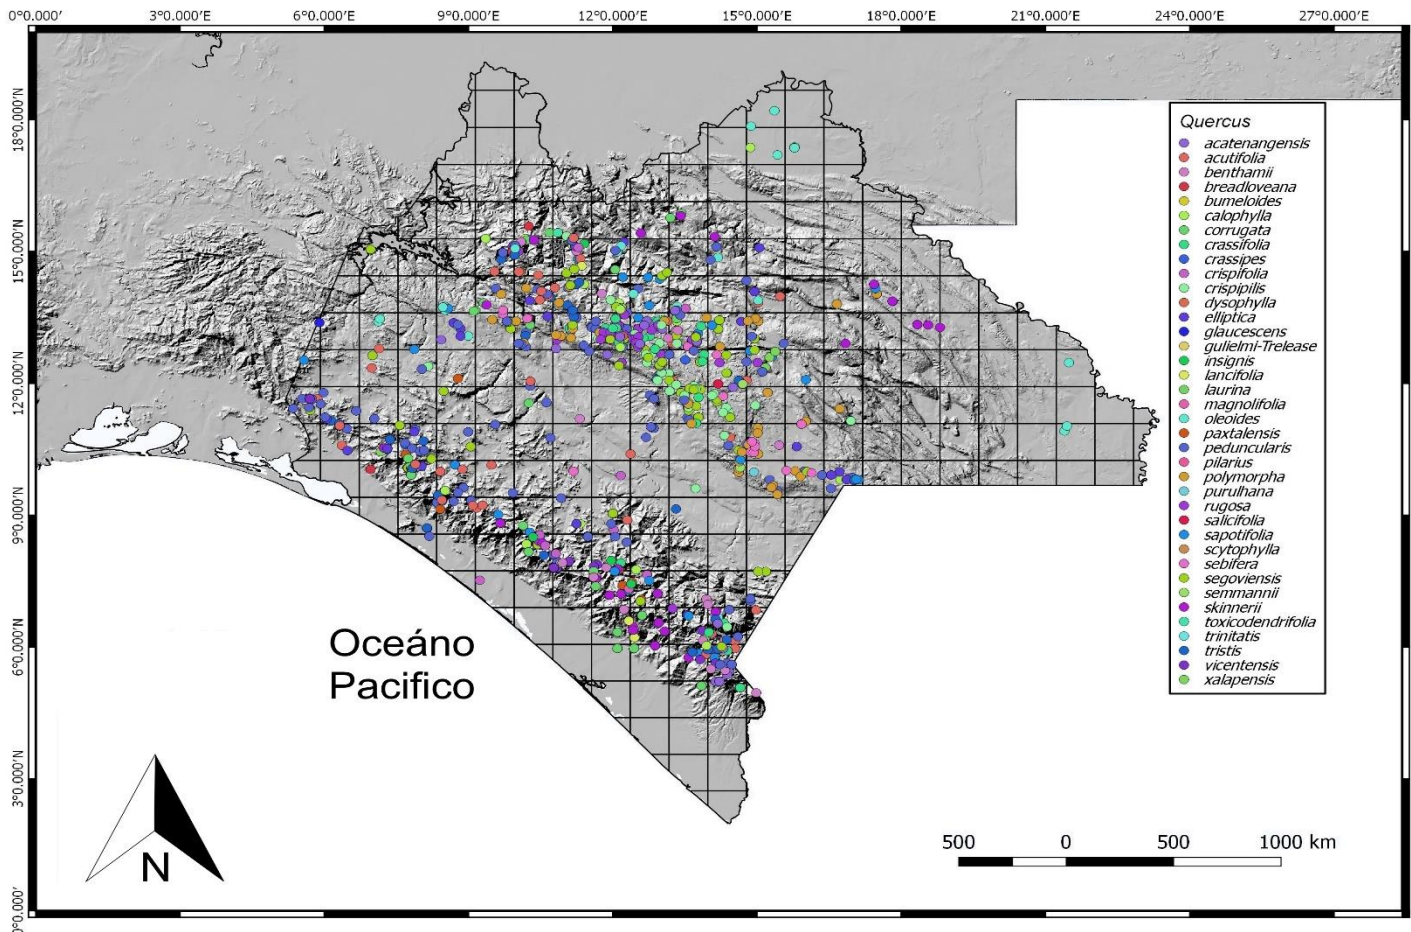 0°0.000′E 3°0.000′E 6°0.000′E 9°0.000′E 12°0.000′E 15°0.000′E 18°0.000′E 21°0.000′E 24°0.000′E 27°0.000′E
18°0.000′N
15°0.000′N
12°0.000′N
9°0.000′N
6°0.000′N
3°0.000′N
0°0.000′
Quercus
acatenangensis
acutifolia
benthamii
breadloveana
bumeloides
calophylla
corrugata
crassifolia
crassipes
crispifolia
crispipilis
dysophylla
elliptica
glaucescens
gulielmi-Trelease
insignis
lancifolia
laurina
magnolifolia
oleoides
paxtalensis
peduncularis
pilarius
polymorpha
purulhana
rugosa
salicifolia
sapotifolia
scytophylla
sebifera
segoviensis
semmannii
skinnerii
toxicodendrifolia
trinitatis
tristis
vicentensis
xalapensis
Oceáno
Pacifico
N
500 0 500 1000 km